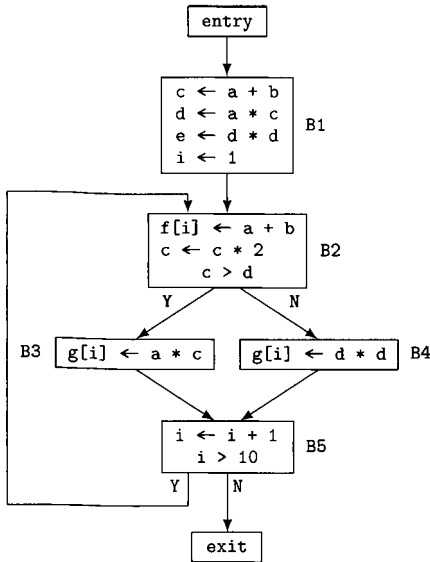 entry
c ← a + b
d ← a * c
e ← d * d
i ← 1
B1
f[i] ← a + b
c ← c * 2
c > d
B2
Y N
B3 g[i] ← a * c g[i] ← d * d B4
i ← i + 1
i > 10
B5
Y N
exit